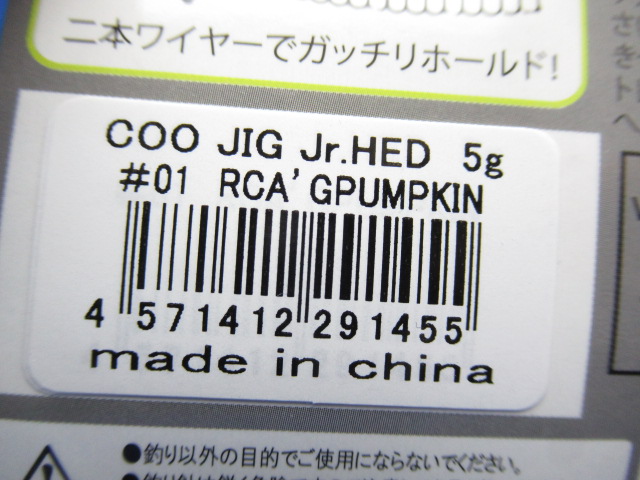 二本ワイヤーでガッチリホールド!
COO JIG Jr.HED 5g
#01 RCA'GPUMPKIN
4 571412 291455
made in china
●釣り以外の目的でご使用にならないでください。